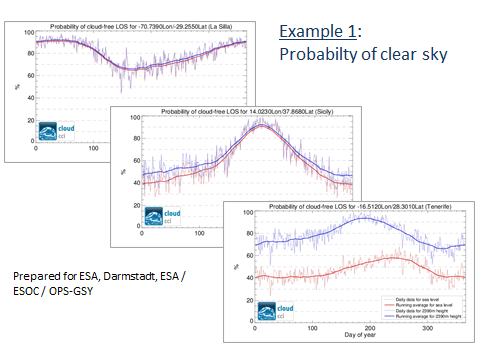 Example 1:
Probabilty of clear sky
Probability of cloud-free LOS for -70.7390Lon/-29.2550Lat (La Silla)
100
80
60
40
20
0
%
cloud
cci
0
100
Probability of cloud-free LOS for 14.0230Lon/37.8680Lat (Sicily)
100
80
60
40
20
0
%
cloud
cci
0
100
Probability of cloud-free LOS for -16.5120Lon/28.3010Lat (Tenerife)
100
80
60
40
20
0
%
Daily data for sea level
Running average for sea level
Daily data for 2390m height
Running average for 2390m height
cloud
cci
0
100
200
300
Day of year
Prepared for ESA, Darmstadt, ESA /
ESOC / OPS-GSY